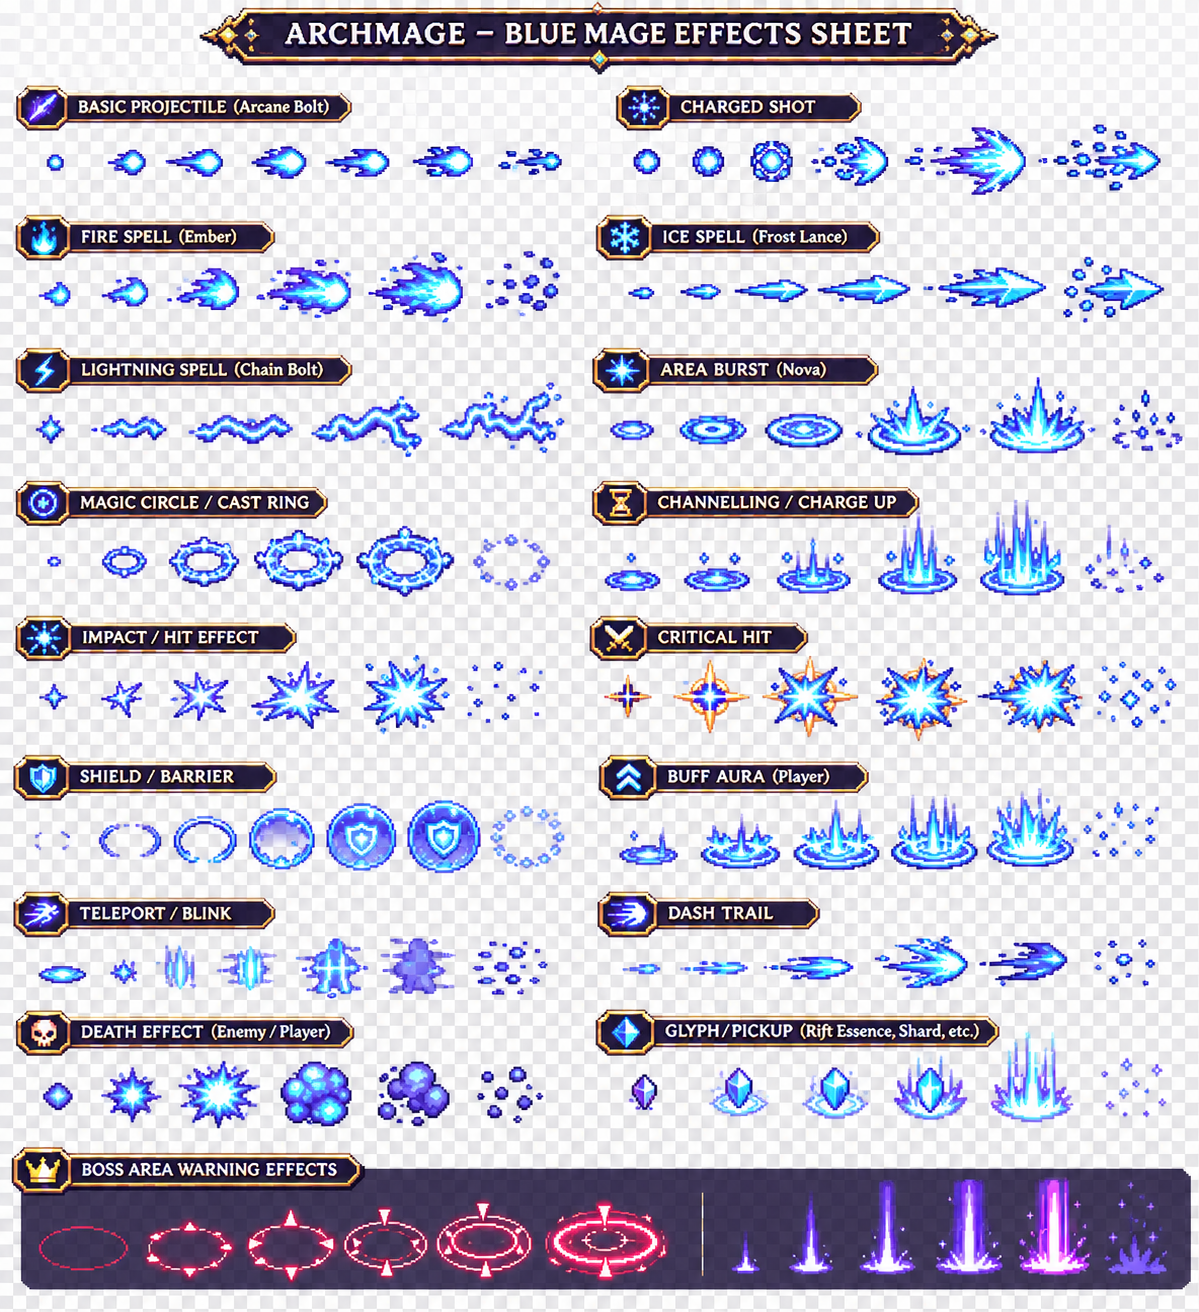 ARCHMAGE – BLUE MAGE EFFECTS SHEET
BASIC PROJECTILE (Arcane Bolt)
CHARGED SHOT
FIRE SPELL (Ember)
ICE SPELL (Frost Lance)
LIGHTNING SPELL (Chain Bolt)
AREA BURST (Nova)
MAGIC CIRCLE / CAST RING
CHANNELLING / CHARGE UP
IMPACT / HIT EFFECT
CRITICAL HIT
SHIELD / BARRIER
BUFF AURA (Player)
TELEPORT / BLINK
DASH TRAIL
DEATH EFFECT (Enemy / Player)
GLYPH/PICKUP (Rift Essence, Shard, etc.)
BOSS AREA WARNING EFFECTS